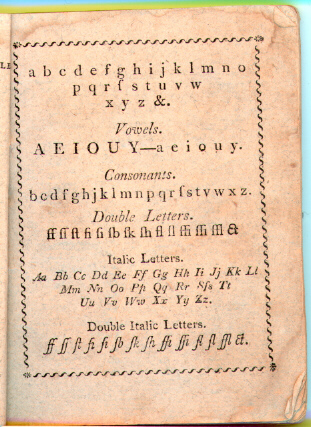 a b c d e f g h i j k l m n o
p q r ſ t u v w
x y z &.
Vowels.
A E I O U Y—a e i o u y.
Consonants.
b c d f g h j k l m n p q r ſ t v w x z.
Double Letters.
Italic Letters.
Aa Bb Cc Dd Ee Ff Gg Hh Ii Jj Kk Ll
Mm Nn Oo Pp Qq Rr Sſs Tt
Uu Vv Ww Xx Yy Zz.
Double Italic Letters.